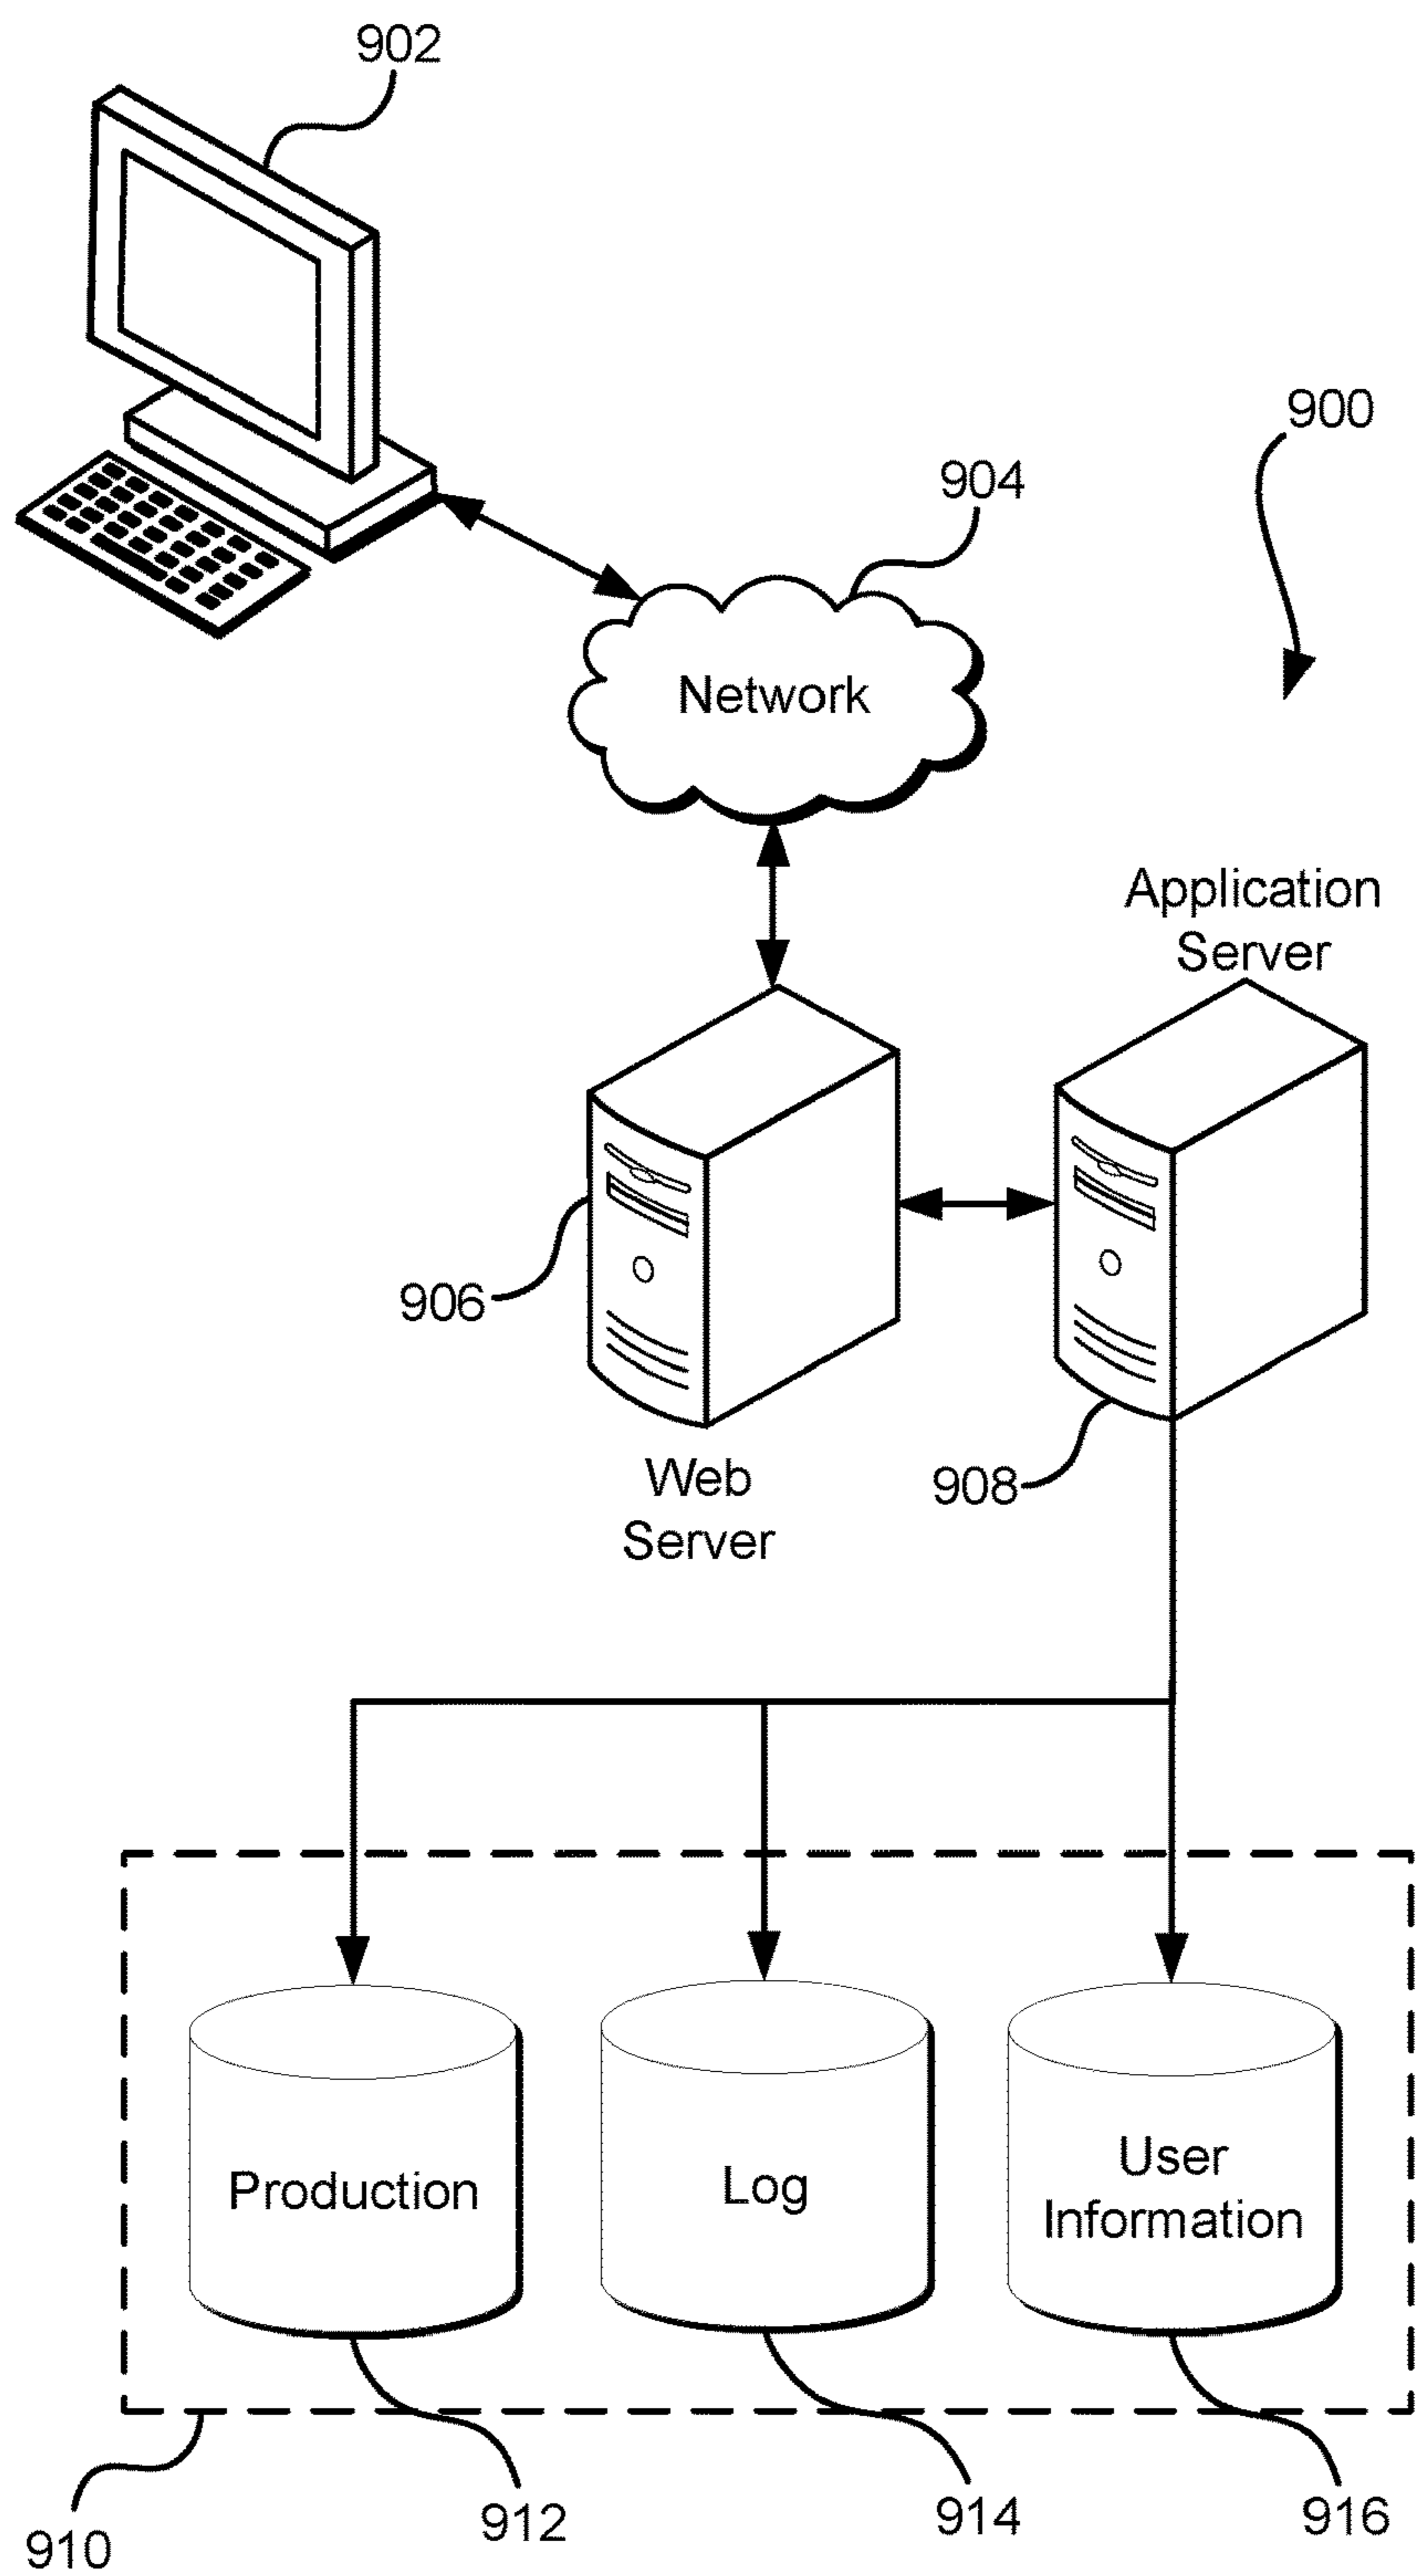 902
900
904
Network
Application
Server
906
908
Web
Server
Production
Log
User
Information
910
912
914
916